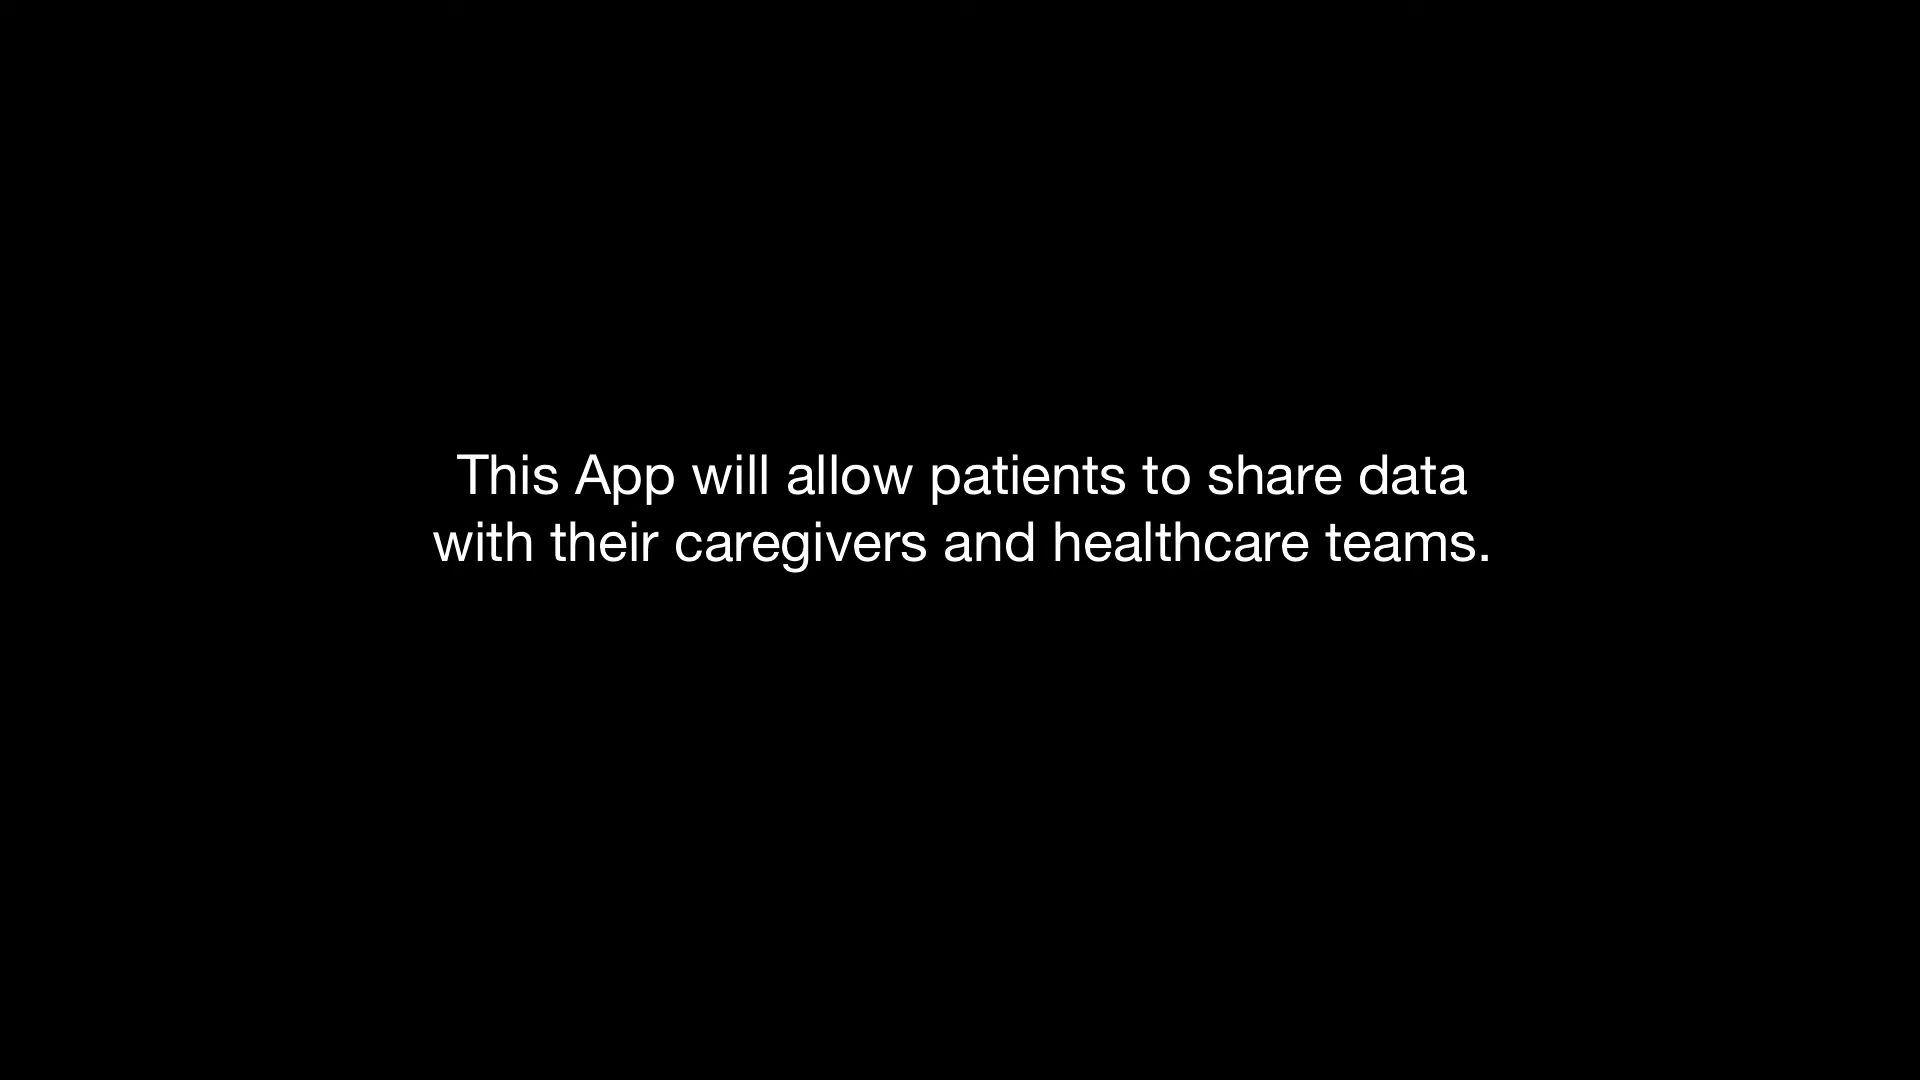 This App will allow patients to share data
with their caregivers and healthcare teams.